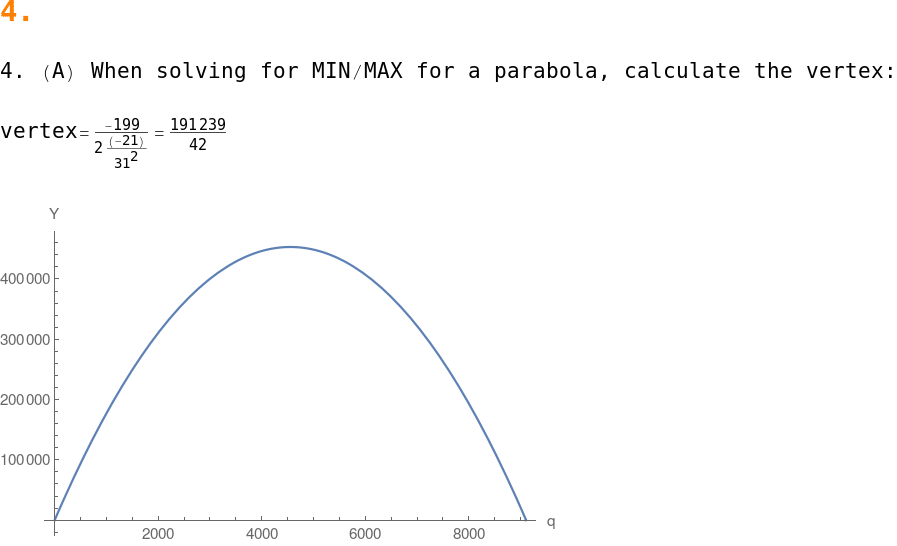 4.
4. (A) When solving for MIN/MAX for a parabola, calculate the vertex:
vertex= -199 / (2 (-21)/31^2) = 191239/42
Y
400000
300000
200000
100000
2000 4000 6000 8000 q